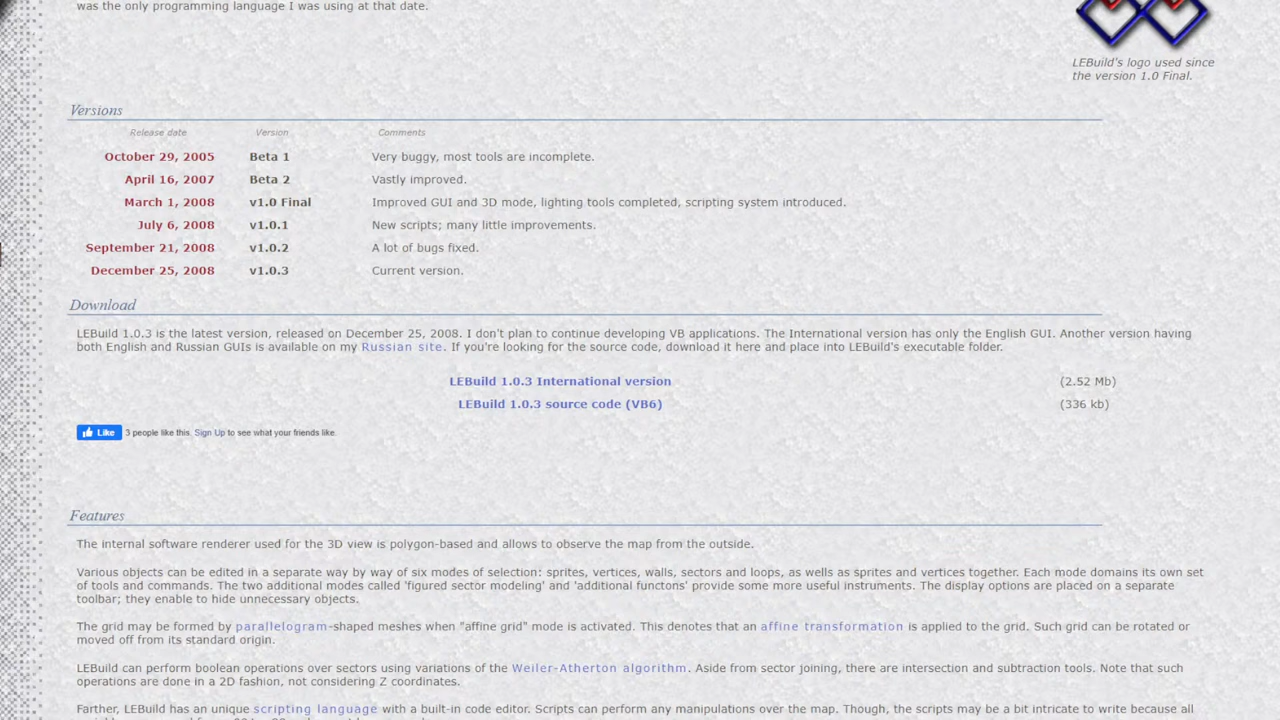 was the only programming language I was using at that date.
LEBuild's logo used since
the version 1.0 Final.
Versions
Release date Version Comments
October 29, 2005 Beta 1 Very buggy, most tools are incomplete.
April 16, 2007 Beta 2 Vastly improved.
March 1, 2008 v1.0 Final Improved GUI and 3D mode, lighting tools completed, scripting system introduced.
July 6, 2008 v1.0.1 New scripts; many little improvements.
September 21, 2008 v1.0.2 A lot of bugs fixed.
December 25, 2008 v1.0.3 Current version.
Download
LEBuild 1.0.3 is the latest version, released on December 25, 2008. I don't plan to continue developing VB applications. The International version has only the English GUI. Another version having
both English and Russian GUIs is available on my Russian site. If you're looking for the source code, download it here and place into LEBuild's executable folder.
LEBuild 1.0.3 International version (2.52 Mb)
LEBuild 1.0.3 source code (VB6) (336 kb)
Like 3 people like this. Sign Up to see what your friends like.
Features
The internal software renderer used for the 3D view is polygon-based and allows to observe the map from the outside.
Various objects can be edited in a separate way by way of six modes of selection: sprites, vertices, walls, sectors and loops, as wells as sprites and vertices together. Each mode domains its own set
of tools and commands. The two additional modes called 'figured sector modeling' and 'additional functons' provide some more useful instruments. The display options are placed on a separate
toolbar; they enable to hide unnecessary objects.
The grid may be formed by parallelogram-shaped meshes when "affine grid" mode is activated. This denotes that an affine transformation is applied to the grid. Such grid can be rotated or
moved off from its standard origin.
LEBuild can perform boolean operations over sectors using variations of the Weiler-Atherton algorithm. Aside from sector joining, there are intersection and subtraction tools. Note that such
operations are done in a 2D fashion, not considering Z coordinates.
Farther, LEBuild has an unique scripting language with a built-in code editor. Scripts can perform any manipulations over the map. Though, the scripts may be a bit intricate to write because all